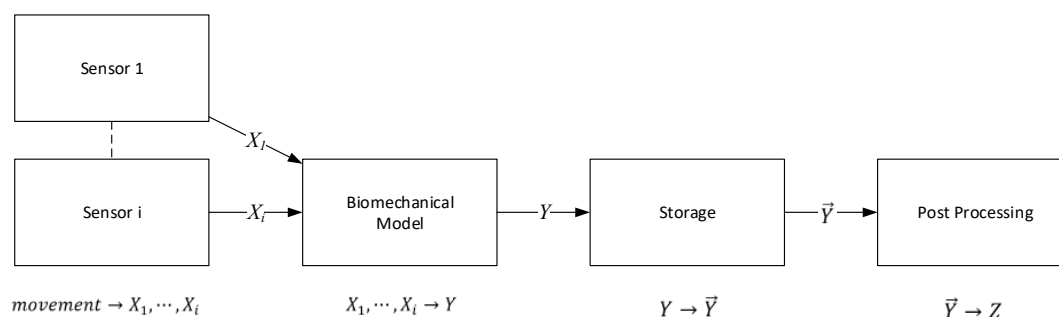 Sensor 1
X₁
Sensor i
Xᵢ
Biomechanical
Model
Y
Storage
Y⃗
Post Processing
movement → X₁, ⋯, Xᵢ
X₁, ⋯, Xᵢ → Y
Y → Y⃗
Y⃗ → Z